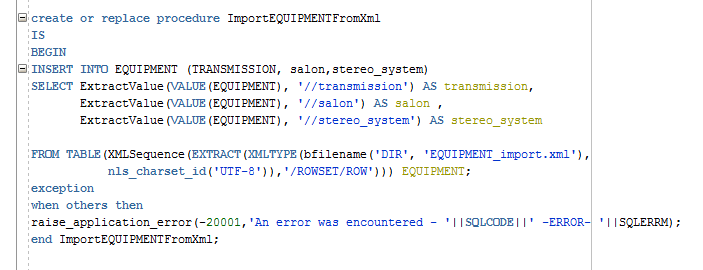 create or replace procedure ImportEQUIPMENTFromXml
IS
BEGIN
INSERT INTO EQUIPMENT (TRANSMISSION, salon,stereo_system)
SELECT ExtractValue(VALUE(EQUIPMENT), '//transmission') AS transmission,
ExtractValue(VALUE(EQUIPMENT), '//salon') AS salon ,
ExtractValue(VALUE(EQUIPMENT), '//stereo_system') AS stereo_system
FROM TABLE(XMLSequence(EXTRACT(XMLTYPE(bfilename('DIR', 'EQUIPMENT_import.xml'),
nls_charset_id('UTF-8')),'/ROWSET/ROW'))) EQUIPMENT;
exception
when others then
raise_application_error(-20001,'An error was encountered - '||SQLCODE||' -ERROR- '||SQLERRM);
end ImportEQUIPMENTFromXml;